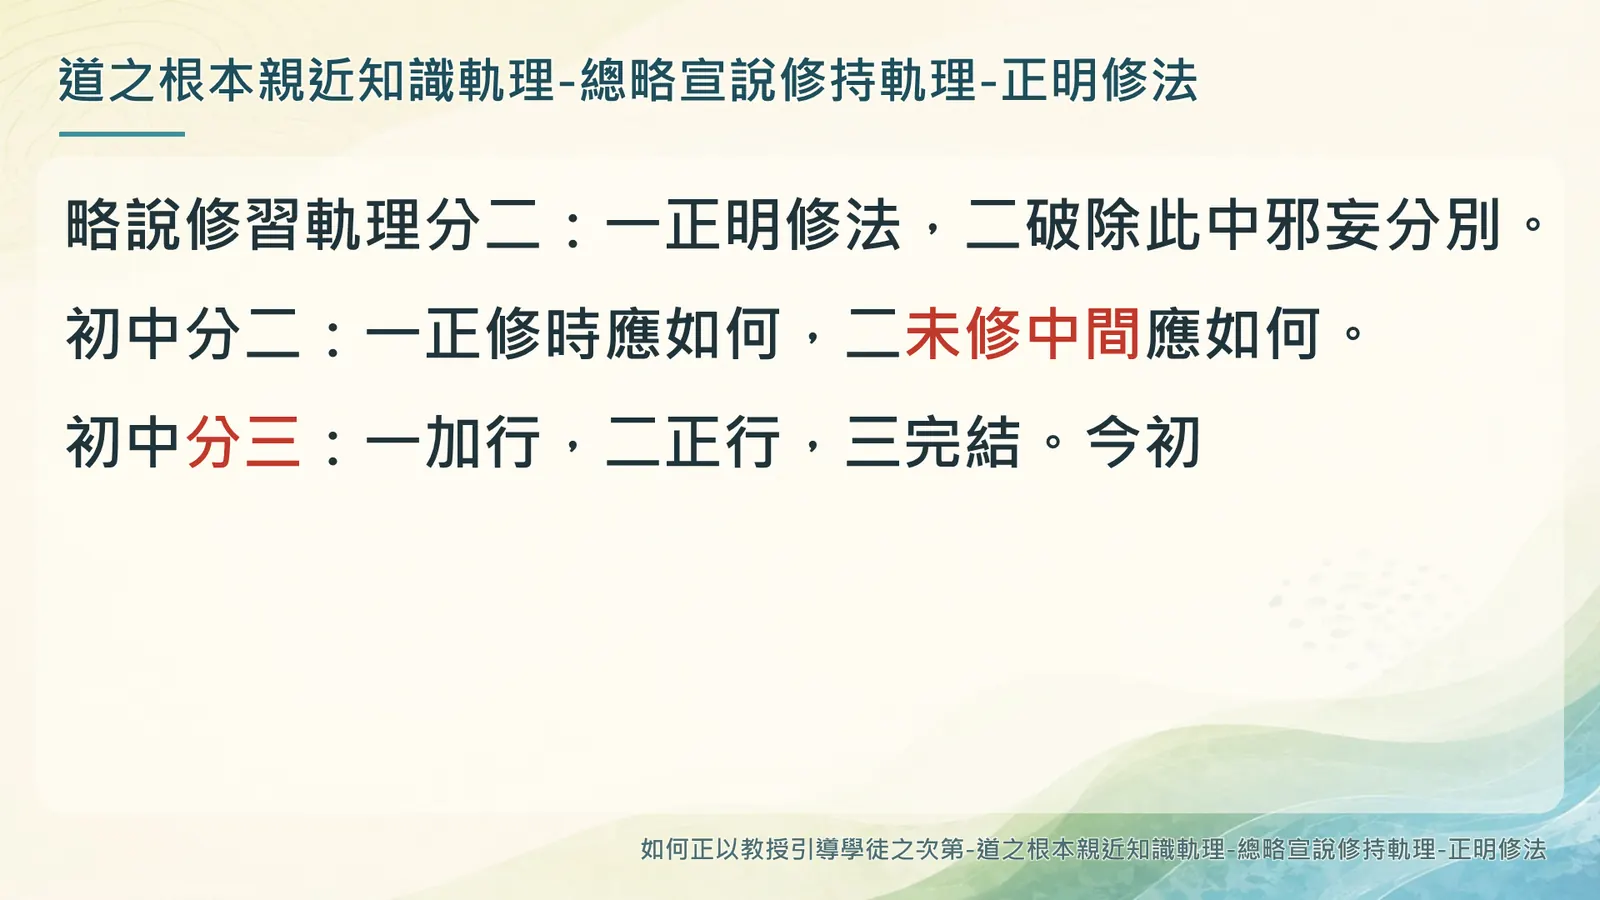 道之根本親近知識軌理-總略宣說修持軌理-正明修法
略說修習軌理分二：一正明修法，二破除此中邪妄分別。
初中分二：一正修時應如何，二未修中間應如何。
初中分三：一加行，二正行，三完結。今初
如何正以教授引導學徒之次第-道之根本親近知識軌理-總略宣說修持軌理-正明修法